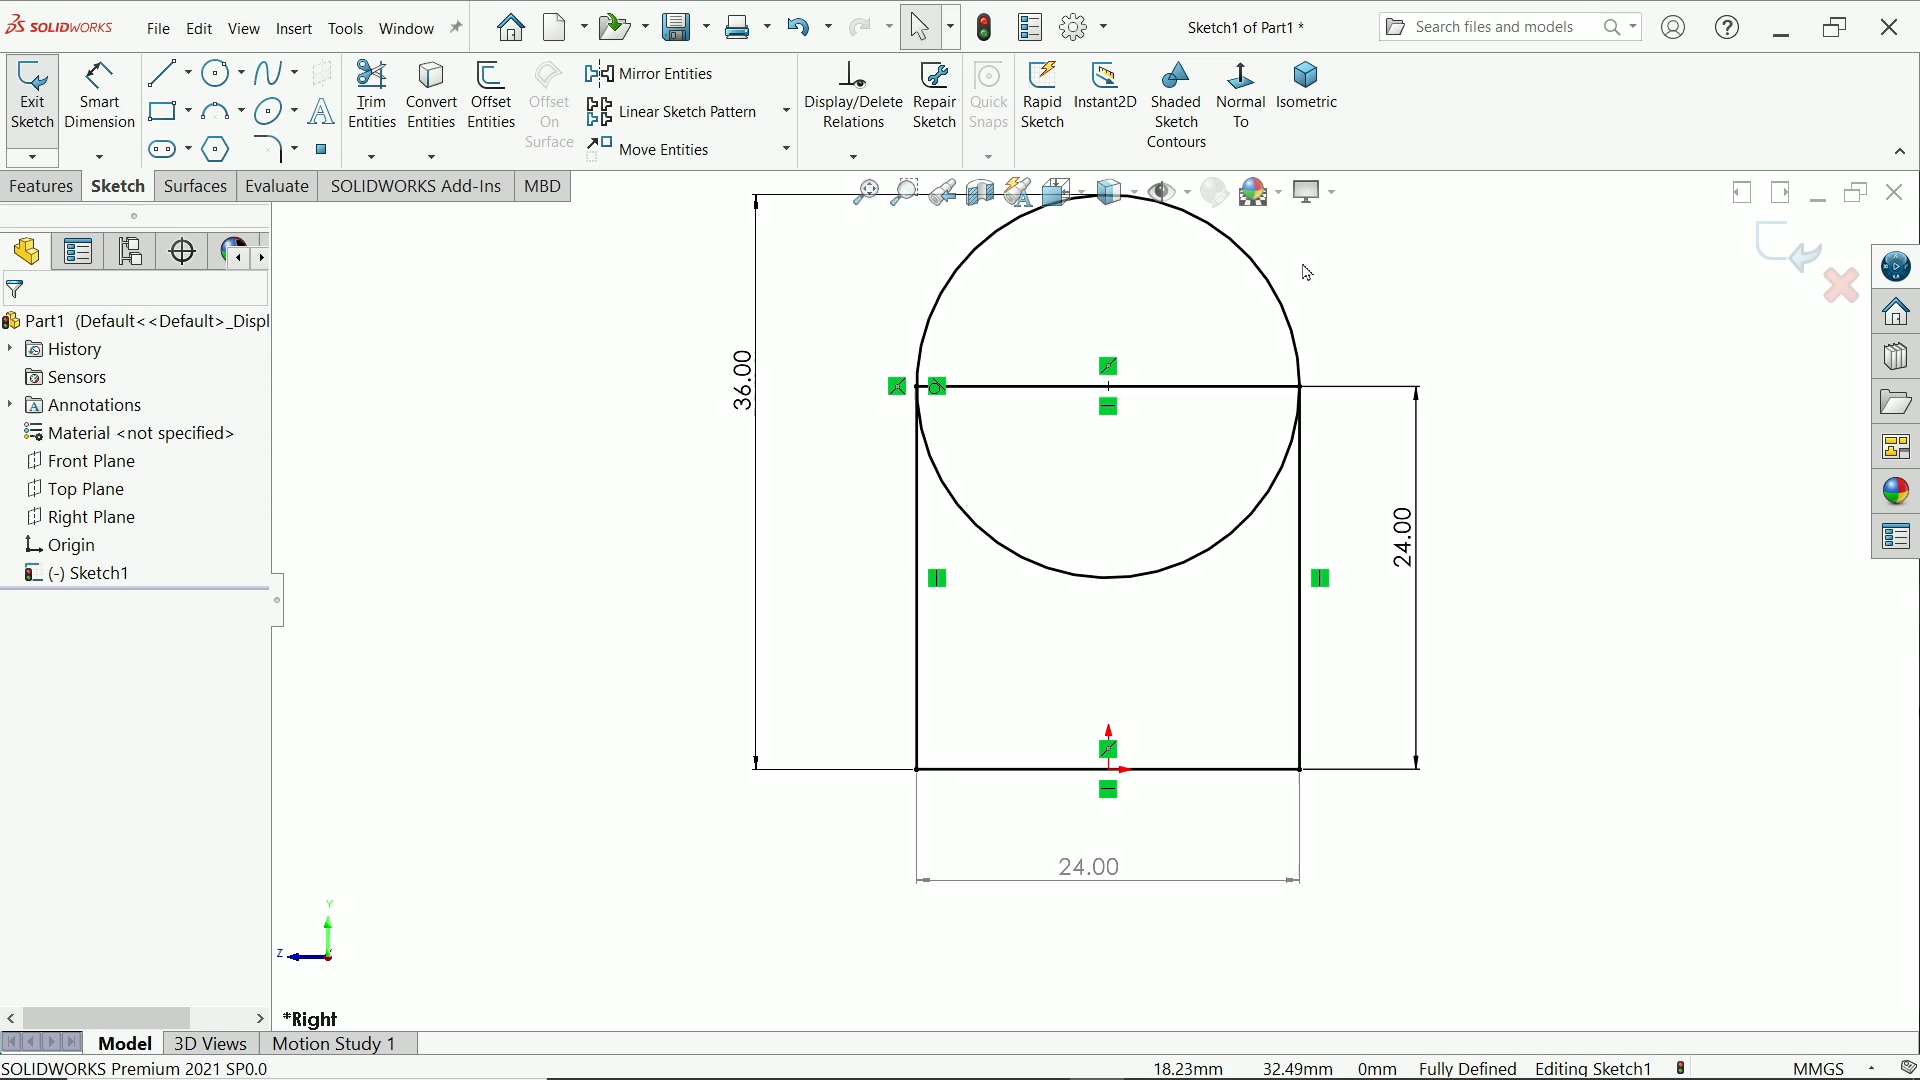 SOLIDWORKS File Edit View Insert Tools Window
Sketch1 of Part1 *
Search files and models
Exit Sketch
Smart Dimension
Trim Entities
Convert Entities
Offset Entities
Offset On Surface
Mirror Entities
Linear Sketch Pattern
Move Entities
Display/Delete Relations
Repair Sketch
Quick Snaps
Rapid Sketch
Instant2D
Shaded Sketch Contours
Normal To
Isometric
Features Sketch Surfaces Evaluate SOLIDWORKS Add-Ins MBD
Part1 (Default<<Default>_Displ
History
Sensors
Annotations
Material <not specified>
Front Plane
Top Plane
Right Plane
Origin
(-) Sketch1
36.00
24.00
24.00
Y
Z
*Right
Model 3D Views Motion Study 1
SOLIDWORKS Premium 2021 SP0.0 18.23mm 32.49mm 0mm Fully Defined Editing Sketch1 MMGS